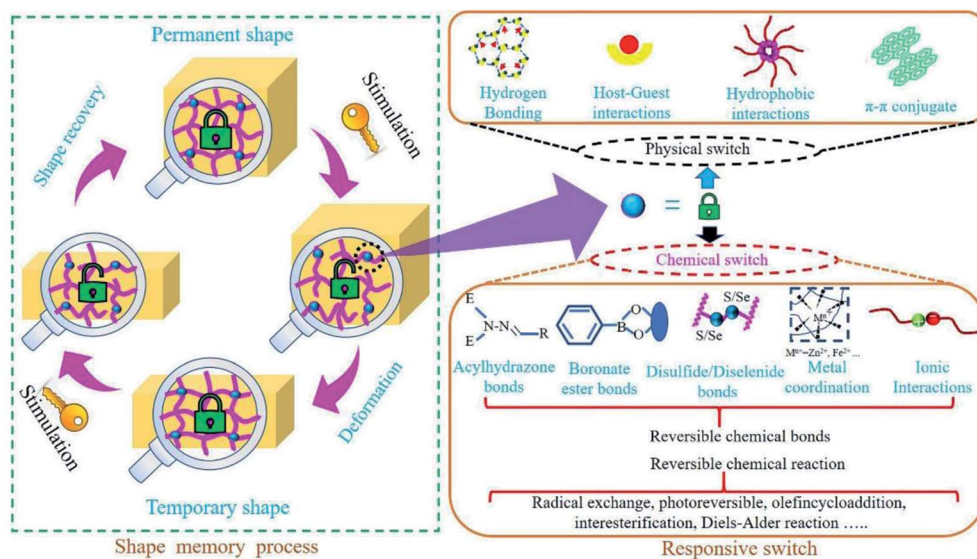 Permanent shape
Stimulation
Shape recovery
Deformation
Stimulation
Temporary shape
Shape memory process
Hydrogen
Bonding
Host-Guest
interactions
Hydrophobic
interactions
π-π conjugate
Physical switch
=
Chemical switch
E
E
N-N
R
B
O
O
S/Se
S/Se
Mⁿ⁺
Mⁿ⁺=Zn²⁺, Fe²⁺ ...
+
Acylhydrazone
bonds
Boronate
ester bonds
Disulfide/Diselenide
bonds
Metal
coordination
Ionic
Interactions
Reversible chemical bonds
Reversible chemical reaction
Radical exchange, photoreversible, olefincycloaddition,
interesterification, Diels-Alder reaction .....
Responsive switch